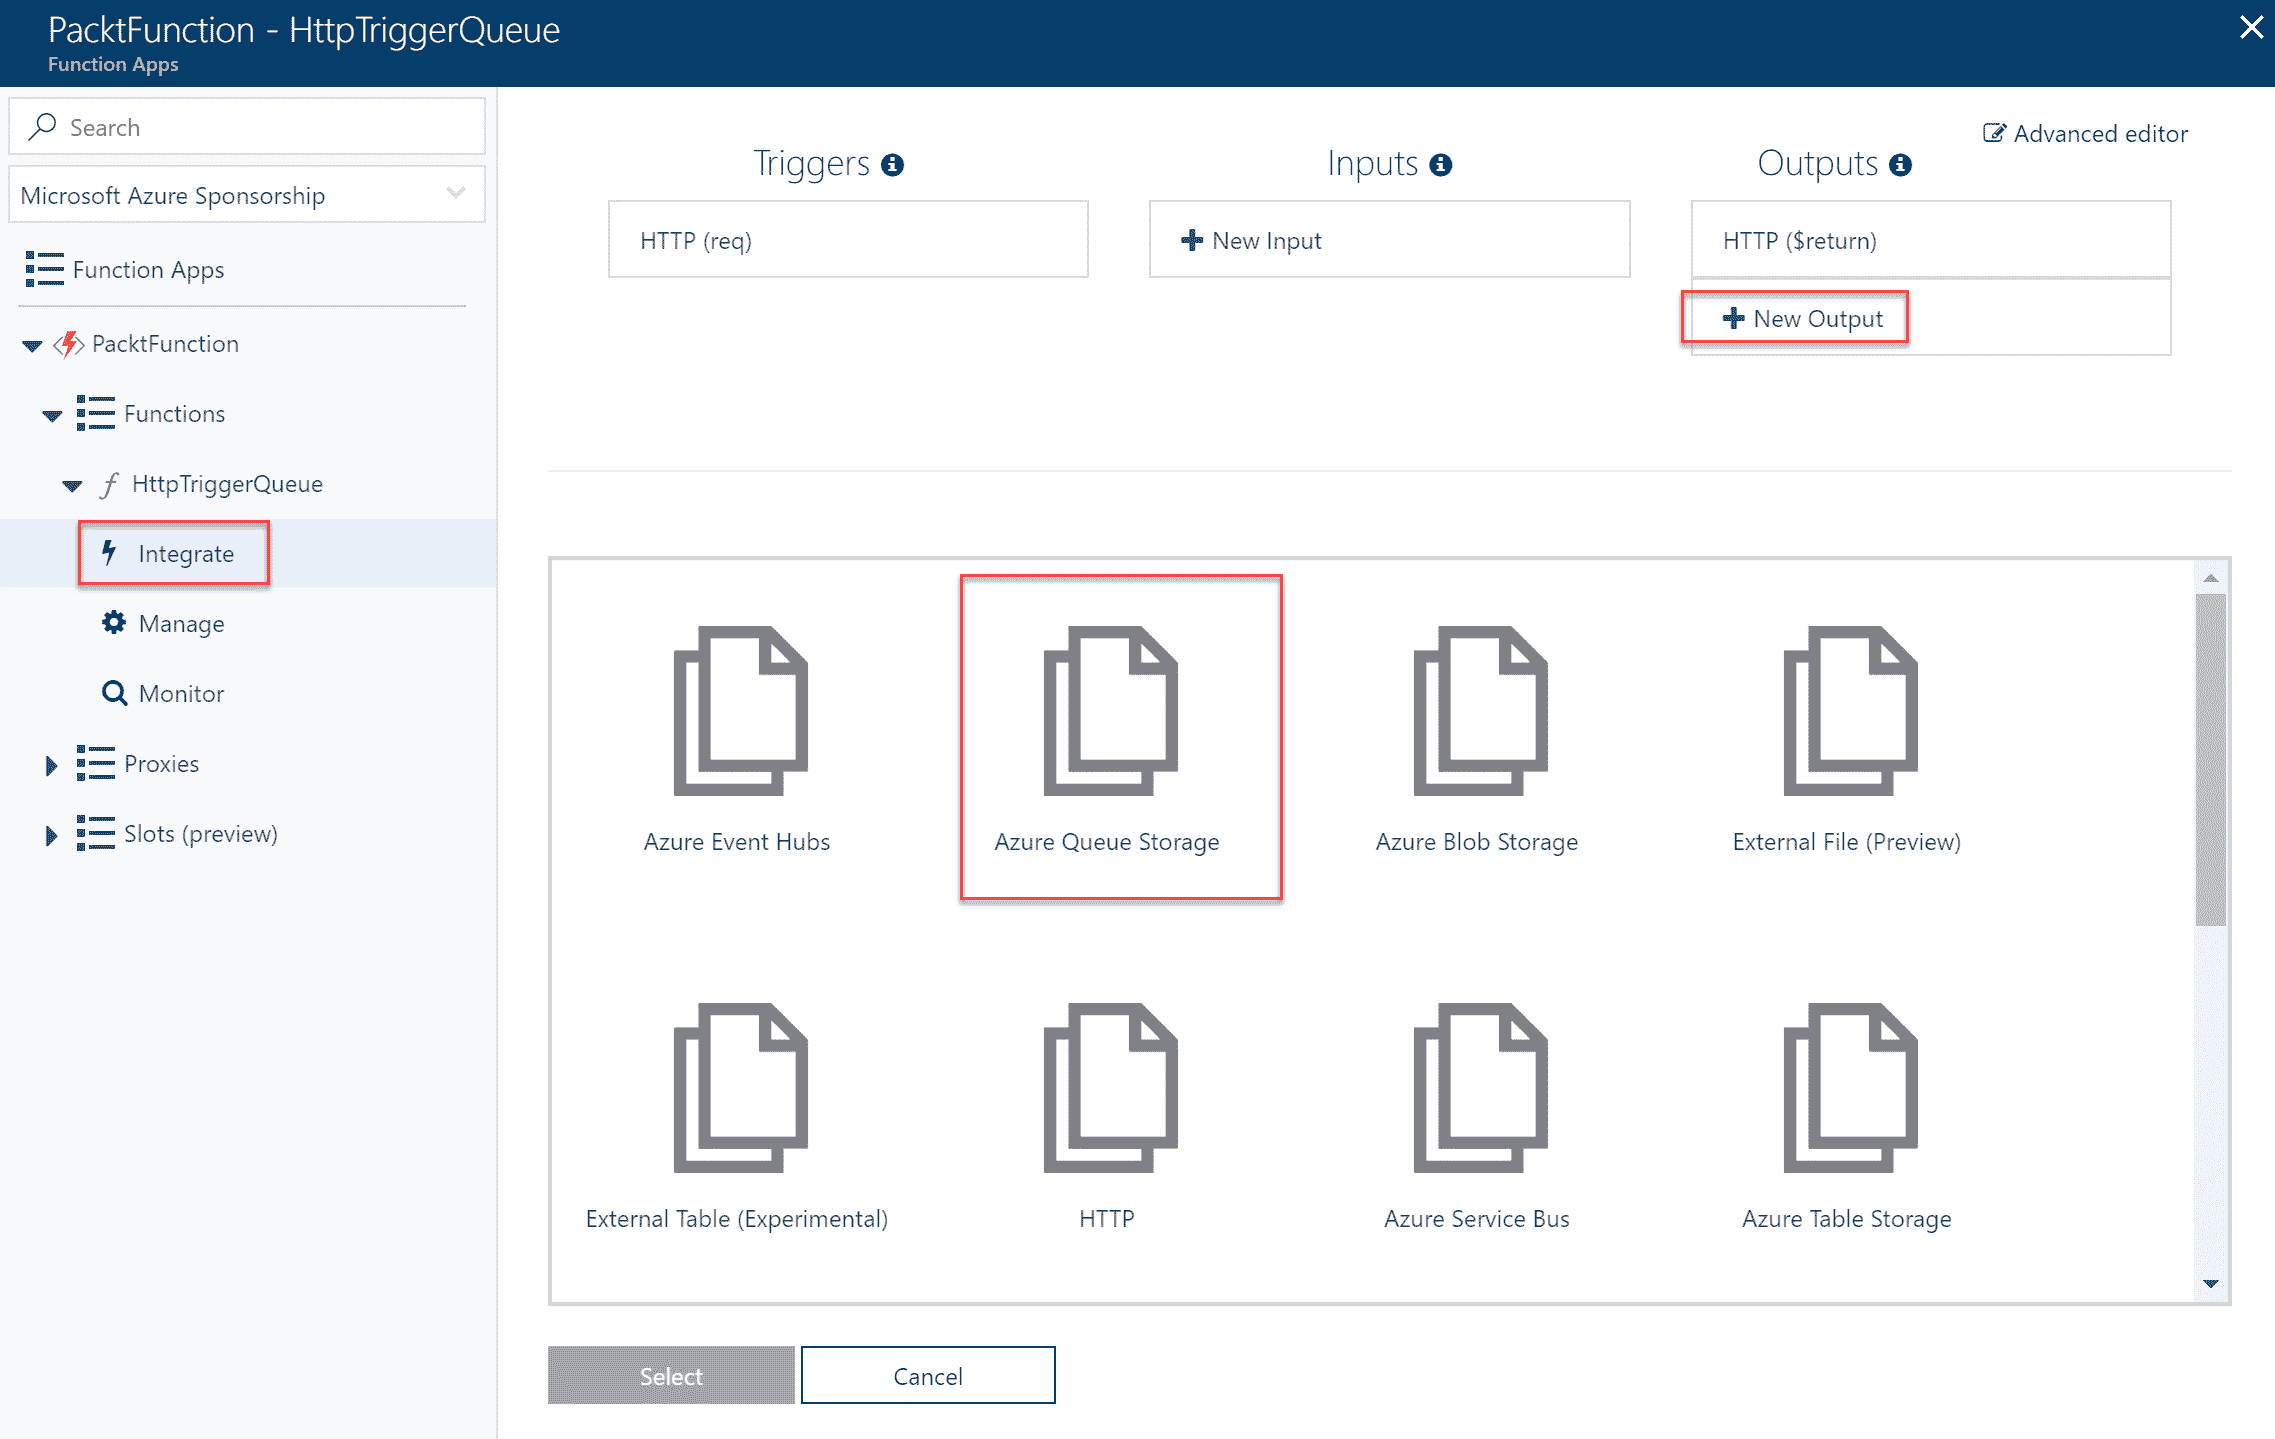 PacktFunction - HttpTriggerQueue
Function Apps
Search
Microsoft Azure Sponsorship
Function Apps
PacktFunction
Functions
HttpTriggerQueue
Integrate
Manage
Monitor
Proxies
Slots (preview)
Advanced editor
Triggers
HTTP (req)
Inputs
New Input
Outputs
HTTP ($return)
New Output
Azure Event Hubs
Azure Queue Storage
Azure Blob Storage
External File (Preview)
External Table (Experimental)
HTTP
Azure Service Bus
Azure Table Storage
Select
Cancel